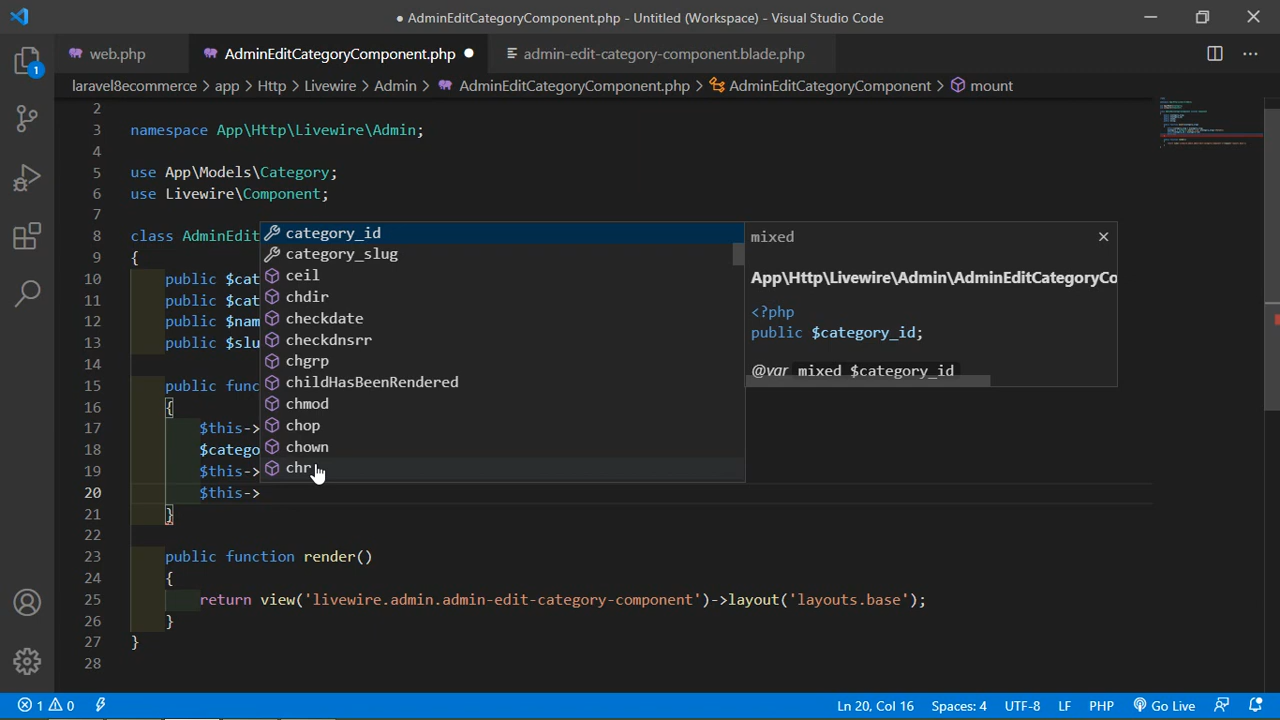 AdminEditCategoryComponent.php - Untitled (Workspace) - Visual Studio Code
web.php AdminEditCategoryComponent.php admin-edit-category-component.blade.php
laravel8ecommerce > app > Http > Livewire > Admin > AdminEditCategoryComponent.php > AdminEditCategoryComponent > mount
1
2
3 namespace App\Http\Livewire\Admin;
4
5 use App\Models\Category;
6 use Livewire\Component;
7
8 class AdminEdit
9 {
10 public $cat
11 public $cat
12 public $nam
13 public $slu
14
15 public func
16 {
17 $this->
18 $catego
19 $this->
20 $this->
21 }
22
23 public function render()
24 {
25 return view('livewire.admin.admin-edit-category-component')->layout('layouts.base');
26 }
27 }
28
category_id
category_slug
ceil
chdir
checkdate
checkdnsrr
chgrp
childHasBeenRendered
chmod
chop
chown
chr
mixed
App\Http\Livewire\Admin\AdminEditCategoryCo
<?php
public $category_id;
@var mixed $category_id
1 0 Ln 20, Col 16 Spaces: 4 UTF-8 LF PHP Go Live